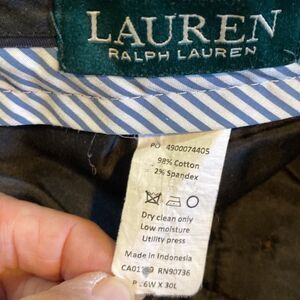 LAUREN
RALPH LAUREN
PO 4900074405
98% Cotton
2% Spandex
Dry clean only
Low moisture
Utility press
Made in Indonesia
RN90736
X 30L